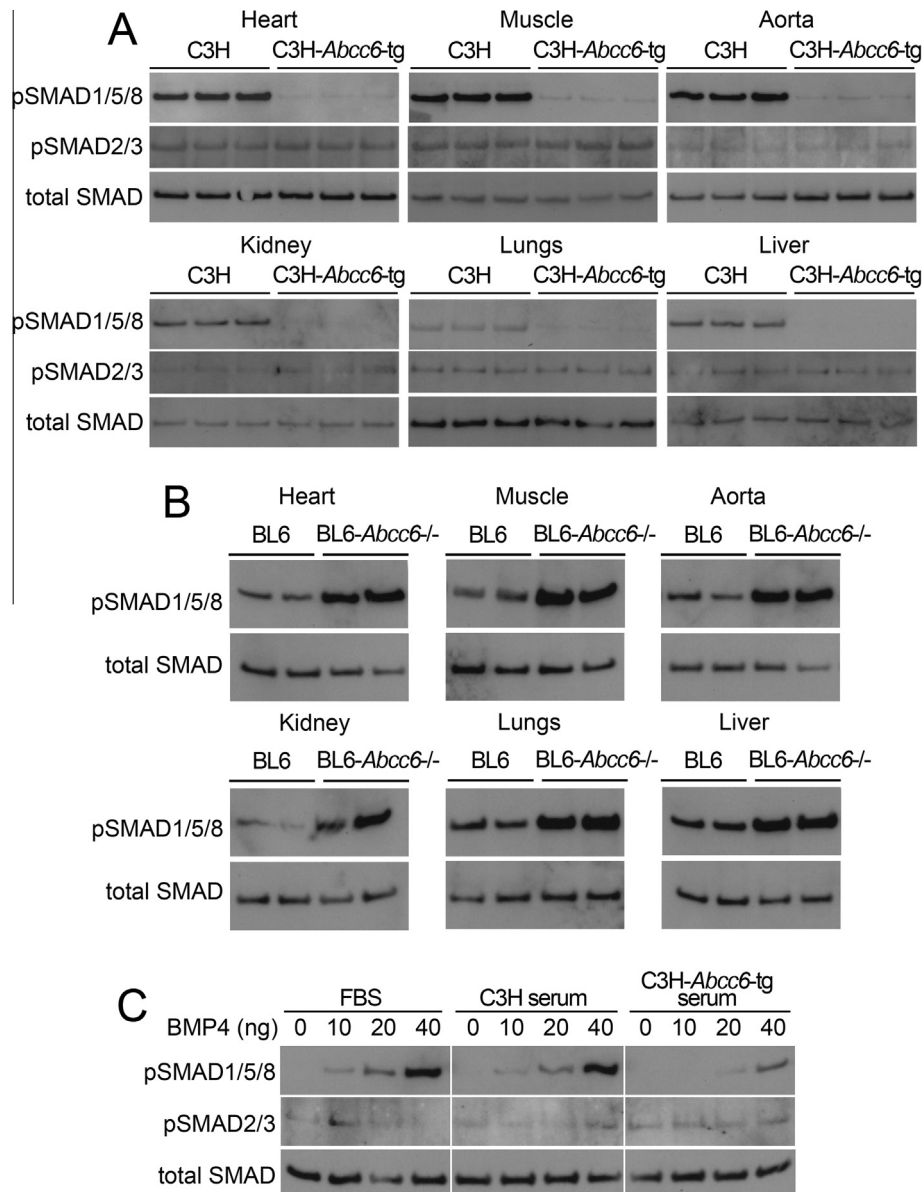 A
Heart Muscle Aorta
C3H C3H-Abcc6-tg C3H C3H-Abcc6-tg C3H C3H-Abcc6-tg
pSMAD1/5/8
pSMAD2/3
total SMAD
Kidney Lungs Liver
C3H C3H-Abcc6-tg C3H C3H-Abcc6-tg C3H C3H-Abcc6-tg
pSMAD1/5/8
pSMAD2/3
total SMAD
B
Heart Muscle Aorta
BL6 BL6-Abcc6-/- BL6 BL6-Abcc6-/- BL6 BL6-Abcc6-/-
pSMAD1/5/8
total SMAD
Kidney Lungs Liver
BL6 BL6-Abcc6-/- BL6 BL6-Abcc6-/- BL6 BL6-Abcc6-/-
pSMAD1/5/8
total SMAD
C
FBS C3H serum C3H-Abcc6-tg serum
BMP4 (ng) 0 10 20 40 0 10 20 40 0 10 20 40
pSMAD1/5/8
pSMAD2/3
total SMAD